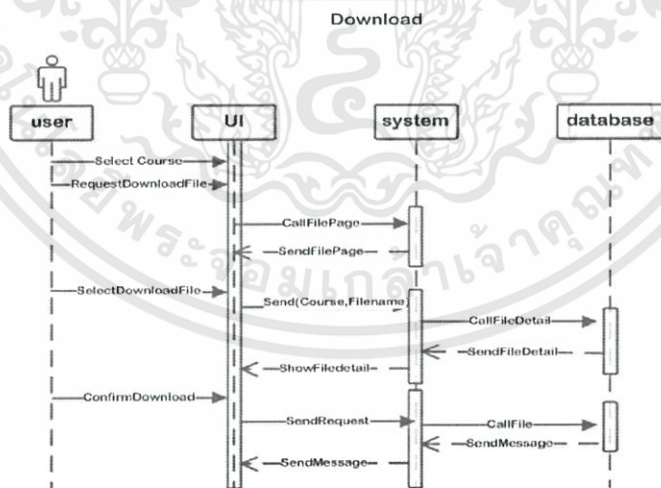 Download
user
UI
system
database
Select Course
RequestDownloadFile
CallFilePage
SendFilePage
SelectDownloadFile
Send(Course,Filename)
CallFileDetail
SendFileDetail
ShowFiledetail
ConfirmDownload
SendRequest
CallFile
SendMessage
SendMessage